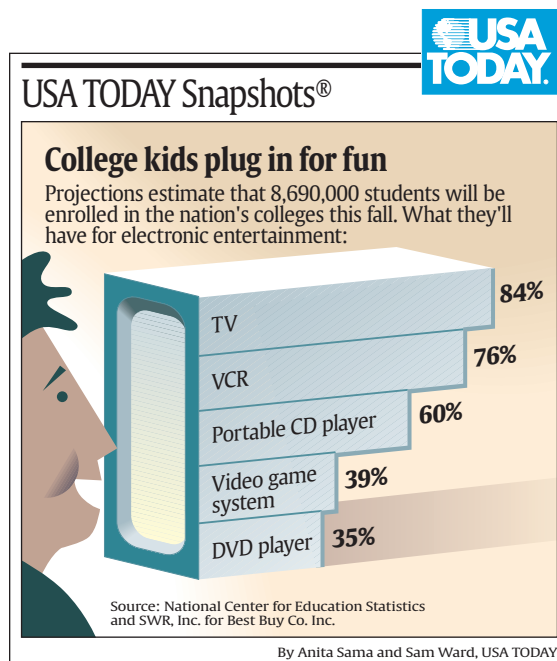 USA
TODAY.
USA TODAY Snapshots®
College kids plug in for fun
Projections estimate that 8,690,000 students will be
enrolled in the nation's colleges this fall. What they'll
have for electronic entertainment:
TV 84%
VCR 76%
Portable CD player 60%
Video game
system 39%
DVD player 35%
Source: National Center for Education Statistics
and SWR, Inc. for Best Buy Co. Inc.
By Anita Sama and Sam Ward, USA TODAY